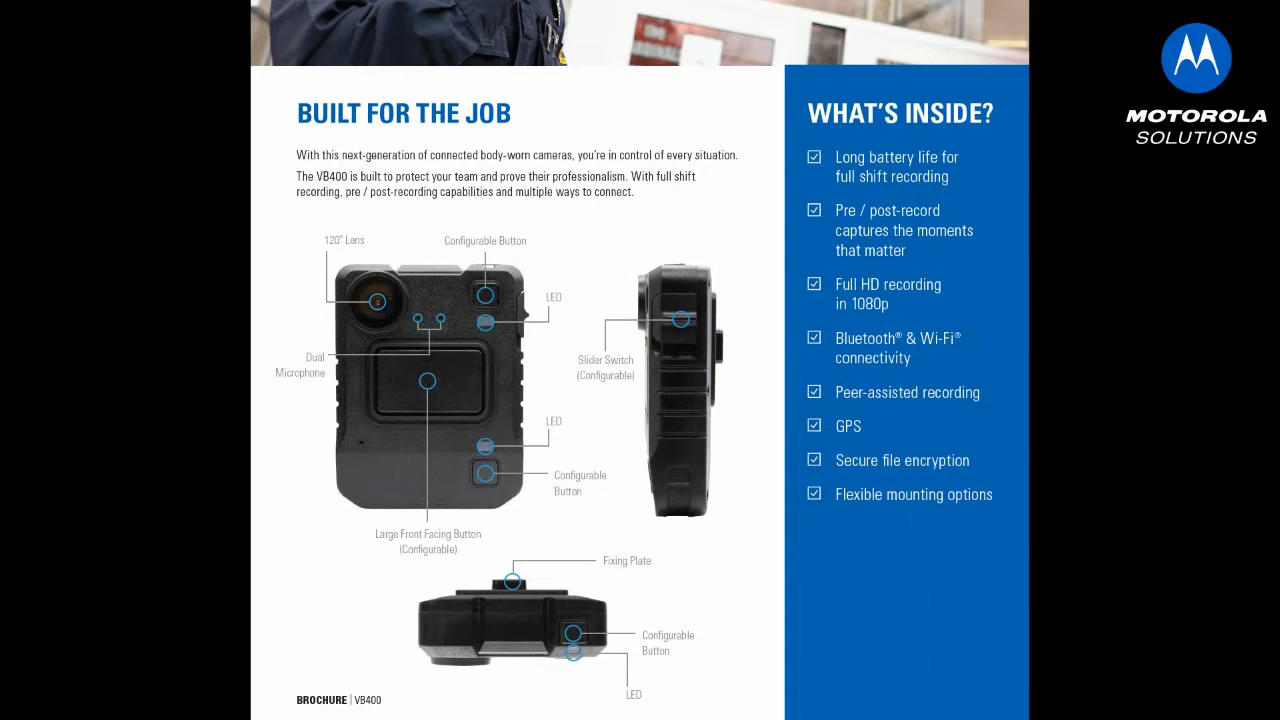 MOTOROLA
SOLUTIONS
BUILT FOR THE JOB
With this next-generation of connected body-worn cameras, you're in control of every situation.
The VB400 is built to protect your team and prove their professionalism. With full shift
recording, pre / post-recording capabilities and multiple ways to connect.
120° Lens
Configurable Button
LED
Dual
Microphone
Slider Switch
(Configurable)
LED
Configurable
Button
Large Front Facing Button
(Configurable)
Fixing Plate
Configurable
Button
LED
BROCHURE | VB400
WHAT'S INSIDE?
Long battery life for
full shift recording
Pre / post-record
captures the moments
that matter
Full HD recording
in 1080p
Bluetooth® & Wi-Fi®
connectivity
Peer-assisted recording
GPS
Secure file encryption
Flexible mounting options